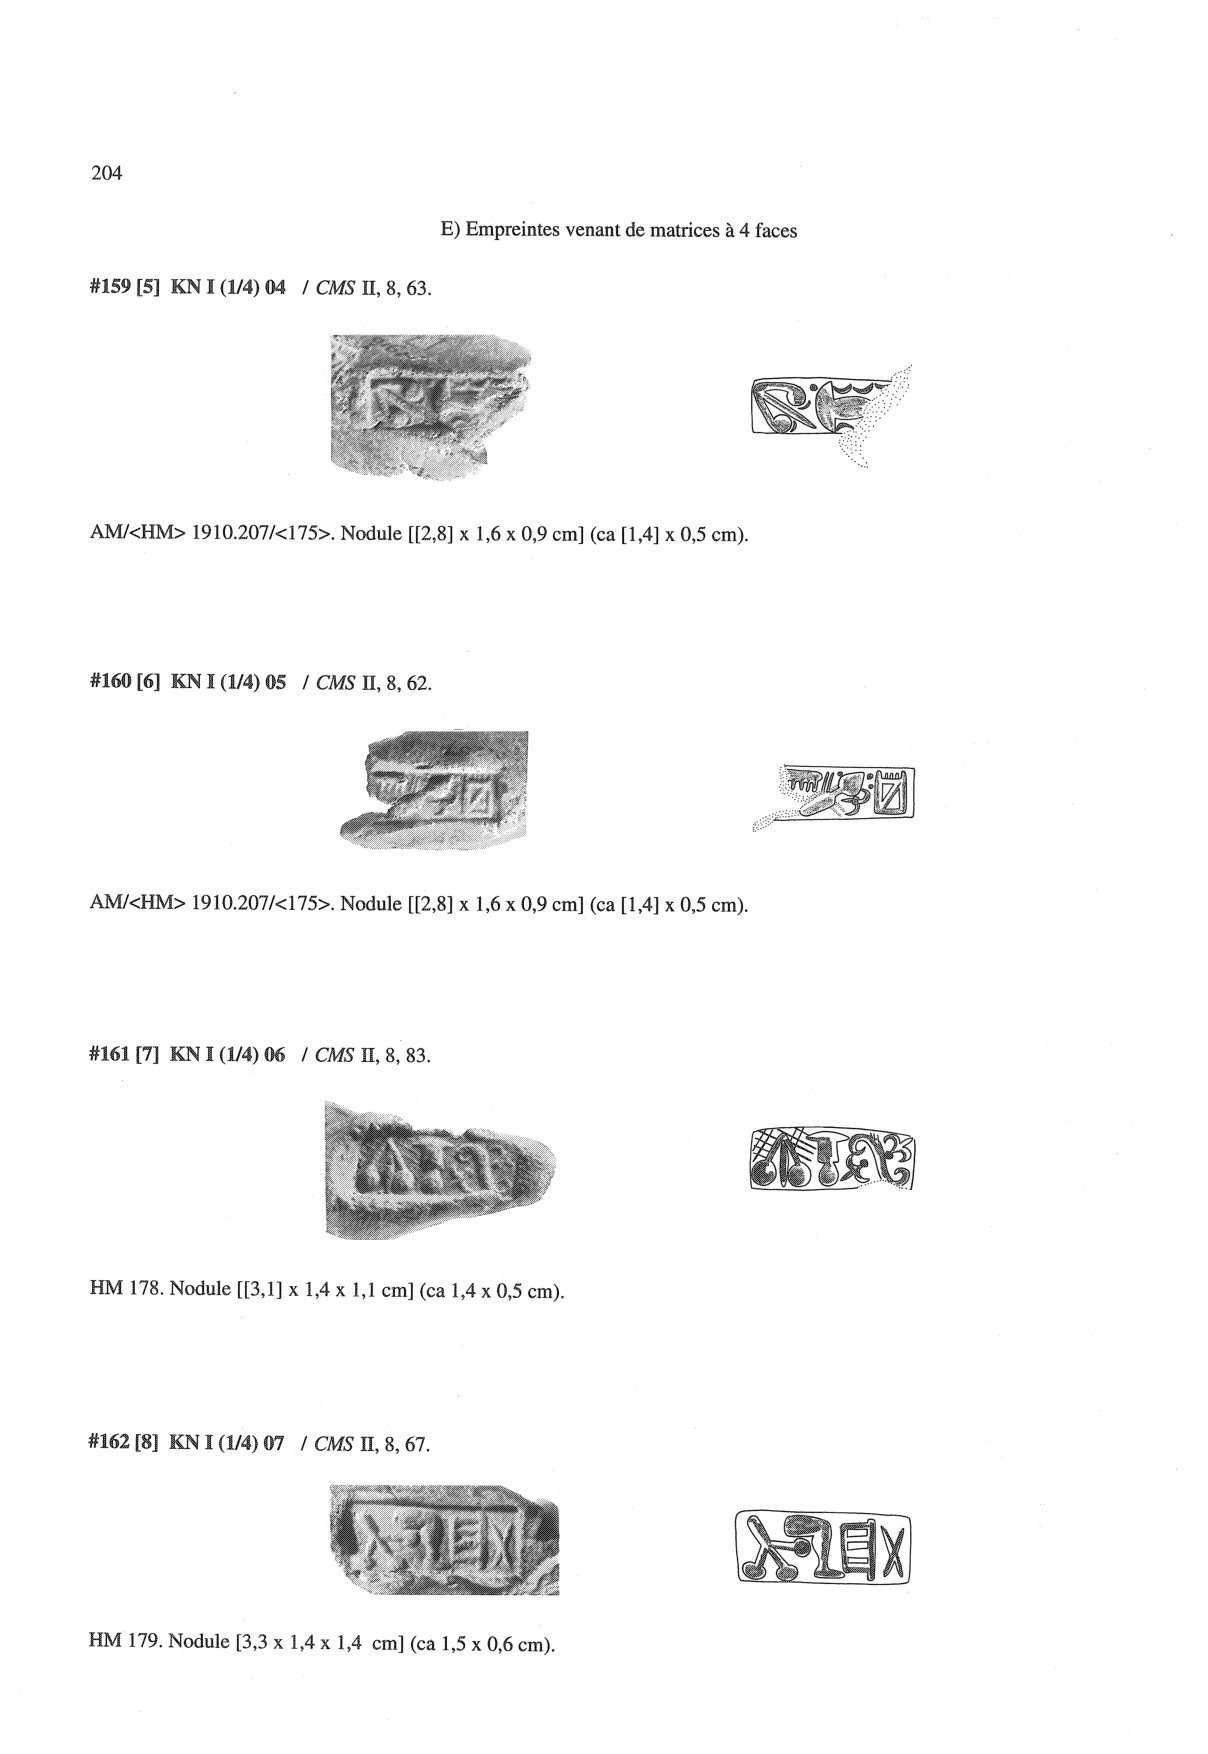 204
E) Empreintes venant de matrices à 4 faces
#159 [5] KN I (1/4) 04 / CMS II, 8, 63.
AM/<HM> 1910.207/<175>. Nodule [[2,8] x 1,6 x 0,9 cm] (ca [1,4] x 0,5 cm).
#160 [6] KN I (1/4) 05 / CMS II, 8, 62.
AM/<HM> 1910.207/<175>. Nodule [[2,8] x 1,6 x 0,9 cm] (ca [1,4] x 0,5 cm).
#161 [7] KN I (1/4) 06 / CMS II, 8, 83.
HM 178. Nodule [[3,1] x 1,4 x 1,1 cm] (ca 1,4 x 0,5 cm).
#162 [8] KN I (1/4) 07 / CMS II, 8, 67.
HM 179. Nodule [3,3 x 1,4 x 1,4 cm] (ca 1,5 x 0,6 cm).